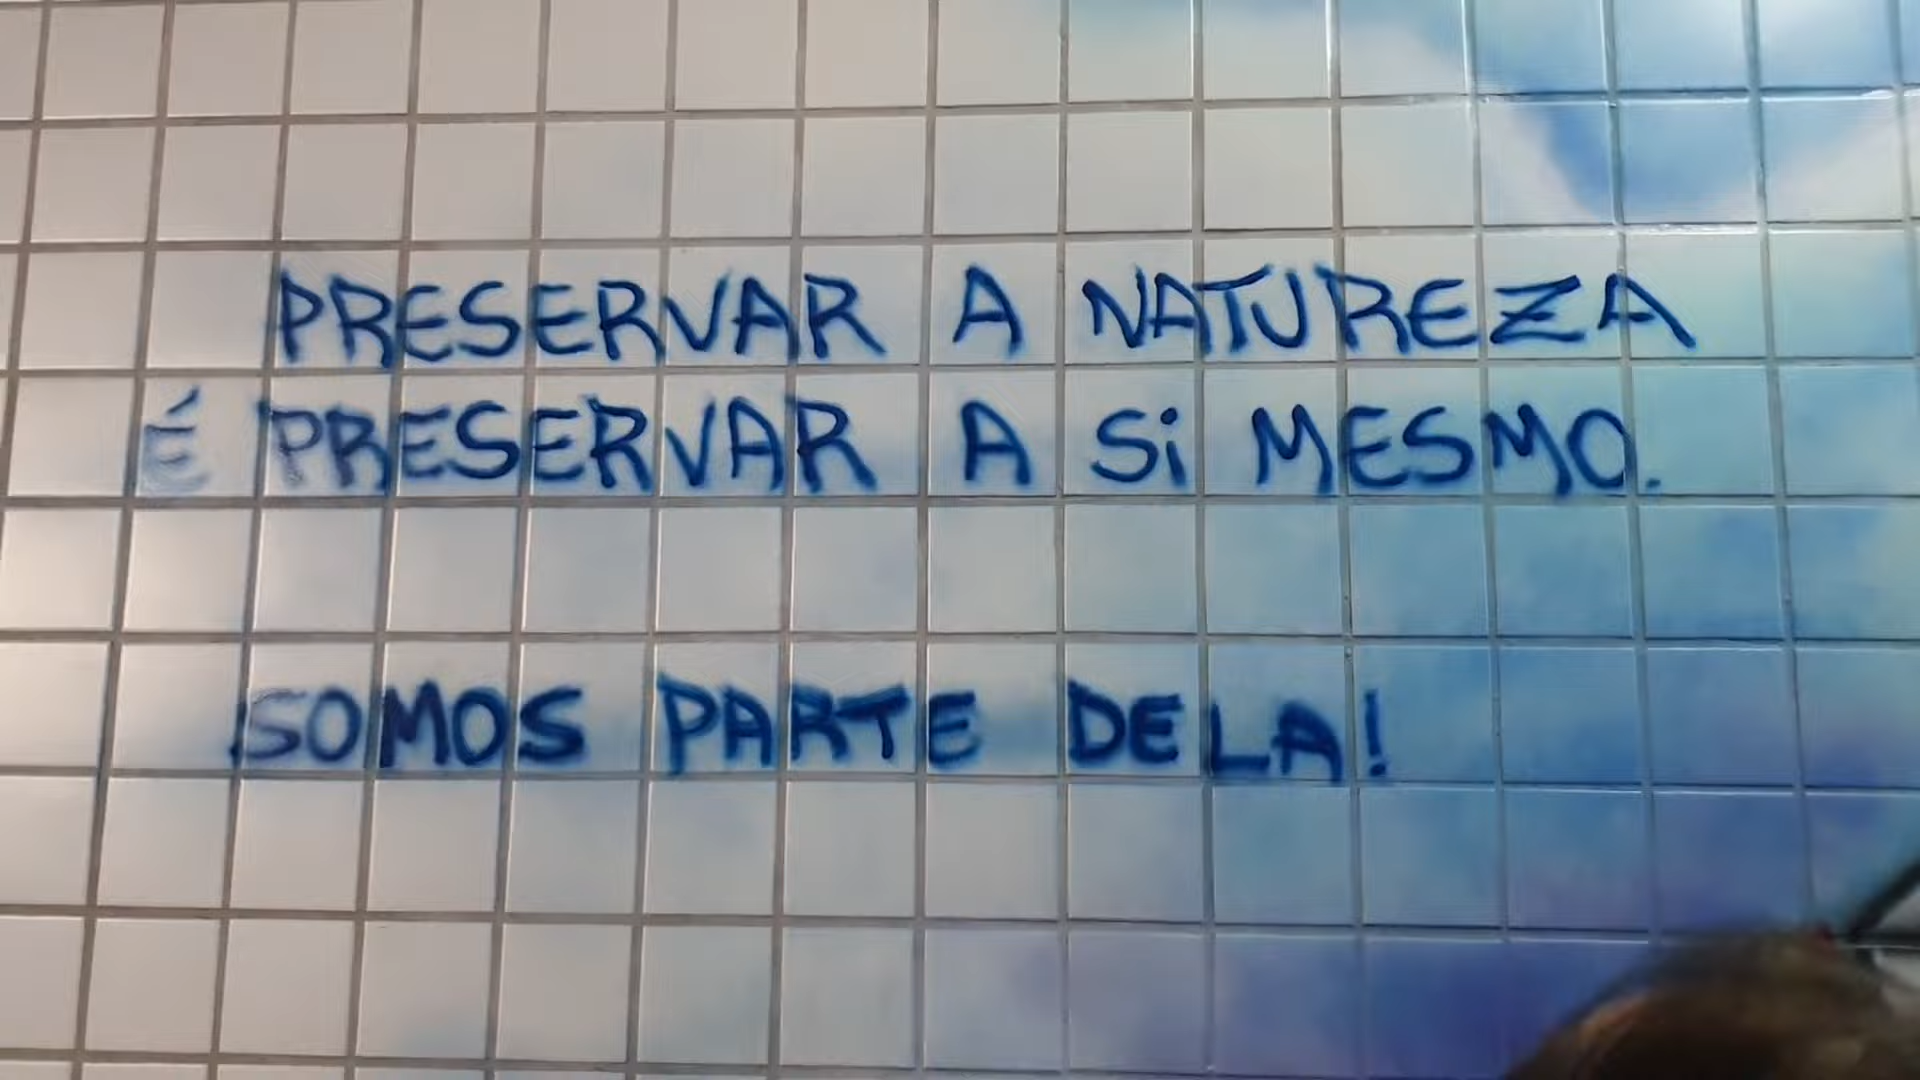 PRESERVAR A NATUREZA
É PRESERVAR A Si MESMO.
SOMOS PARTE DELA!